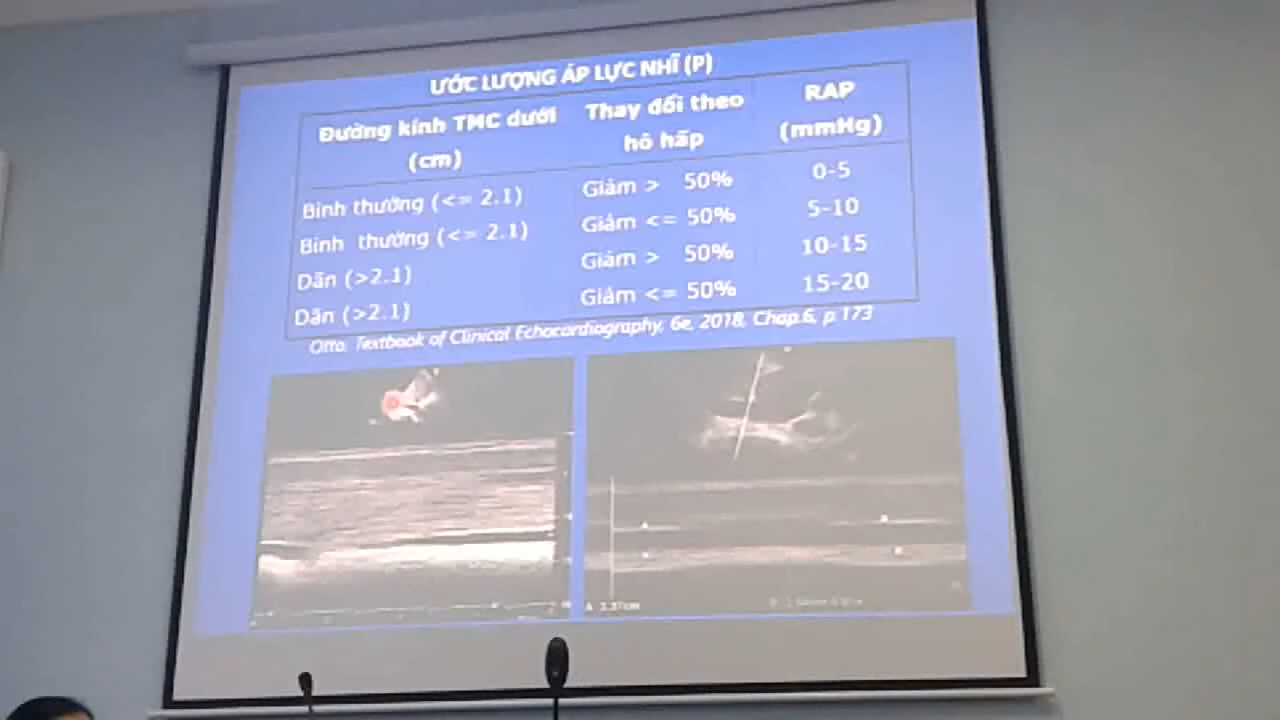 ƯỚC LƯỢNG ÁP LỰC NHĨ (P)
Đường kính TMC dưới (cm) Thay đổi theo hô hấp RAP (mmHg)
Bình thường (<= 2.1) Giảm > 50% 0-5
Bình thường (<= 2.1) Giảm <= 50% 5-10
Dãn (>2.1) Giảm > 50% 10-15
Dãn (>2.1) Giảm <= 50% 15-20
Otto. Textbook of Clinical Echocardiography, 6e, 2018, Chap.6, p 173